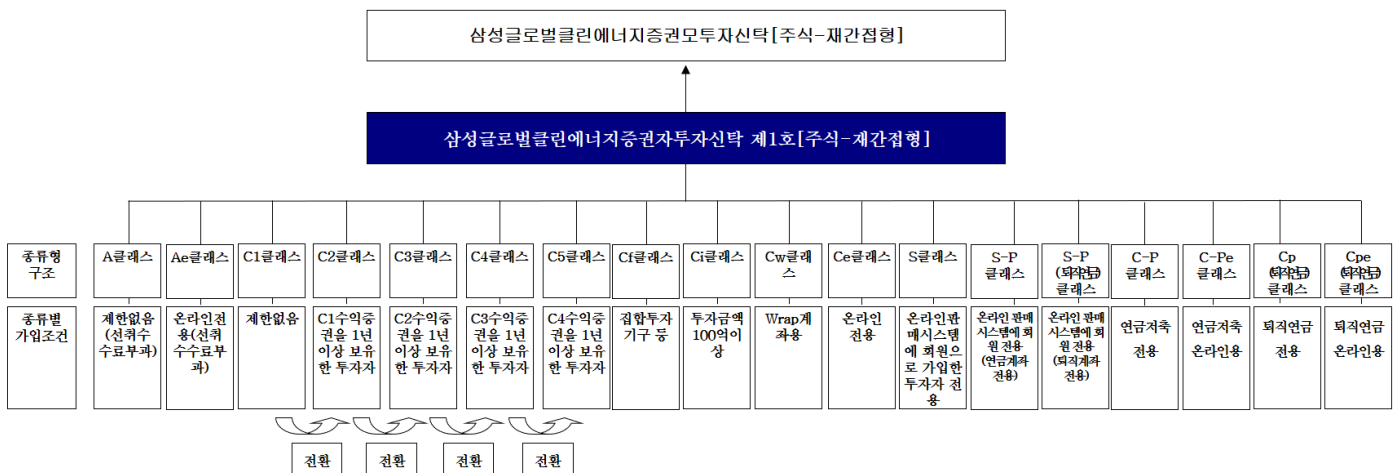 삼성글로벌클린에너지증권모투자신탁[주식-재간접형]
삼성글로벌클린에너지증권자투자신탁 제1호[주식-재간접형]
종류형
구조
A클래스
Ae클래스
C1클래스
C2클래스
C3클래스
C4클래스
C5클래스
Cf클래스
Ci클래스
Cw클래
스
Ce클래스
S클래스
S-P
클래스
S-P
(퇴직연금)
클래스
C-P
클래스
C-Pe
클래스
Cp
(퇴직연금)
클래스
Cpe
(퇴직연금)
클래스
종류별
가입조건
제한없음
(선취수
수료부과)
온라인전
용(선취
수수료부
과)
제한없음
C1수익증
권을 1년
이상 보유
한 투자자
C2수익증
권을 1년
이상 보유
한 투자자
C3수익증
권을 1년
이상 보유
한 투자자
C4수익증
권을 1년
이상 보유
한 투자자
집합투자
기구 등
투자금액
100억이
상
Wrap계
좌용
온라인
전용
온라인판
매시스템
에 회원으
로 가입한
투자자 전
용
온라인 판매
시스템에 회
원 전용
(연금계좌
전용)
온라인 판매
시스템에 회
원 전용
(퇴직계좌
전용)
연금저축
전용
연금저축
온라인용
퇴직연금
전용
퇴직연금
온라인용
전환
전환
전환
전환